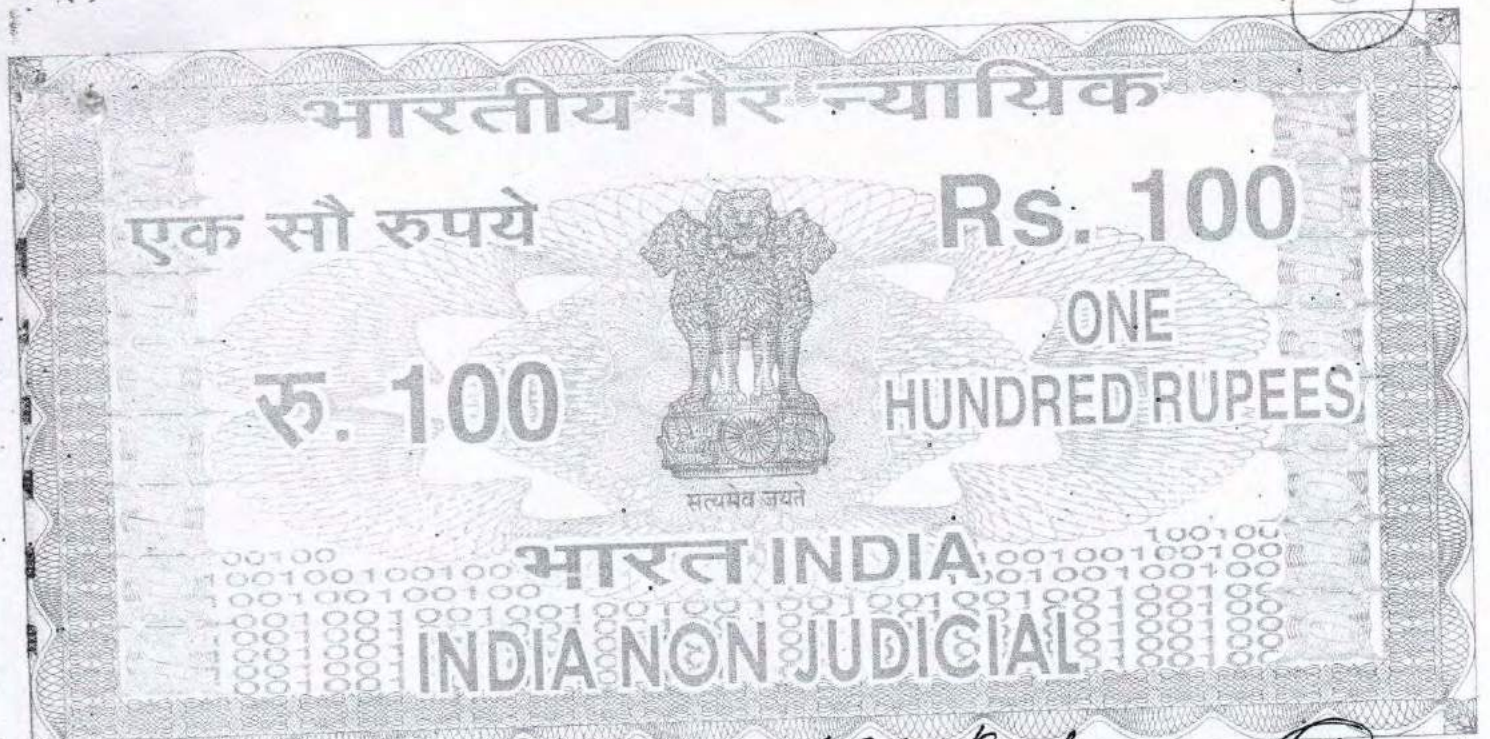 भारतीय गैर न्यायिक
एक सौ रुपये
Rs. 100
रु. 100
ONE
HUNDRED RUPEES
सत्यमेव जयते
भारत INDIA
INDIA NON JUDICIAL